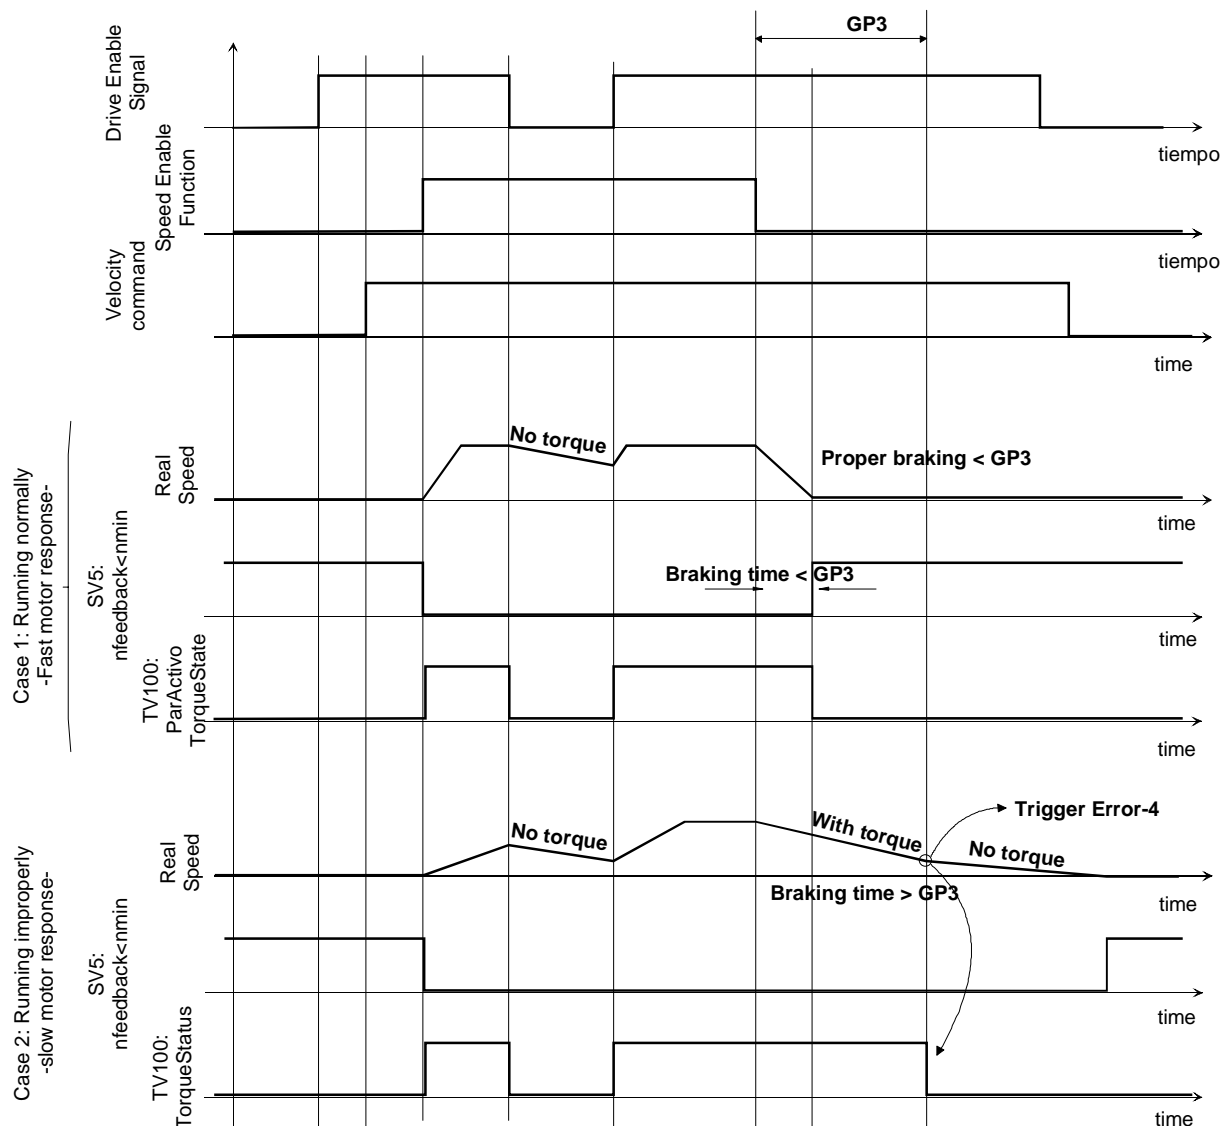 GP3
Drive Enable
Signal
tiempo
Speed Enable
Function
tiempo
Velocity
command
time
Case 1: Running normally
-Fast motor response-
Real
Speed
No torque
Proper braking < GP3
time
SV5:
nfeedback<nmin
Braking time < GP3
time
TV100:
ParActivo
TorqueState
time
Case 2: Running improperly
-slow motor response-
Real
Speed
No torque
With torque
Trigger Error-4
No torque
Braking time > GP3
time
SV5:
nfeedback<nmin
time
TV100:
TorqueStatus
time